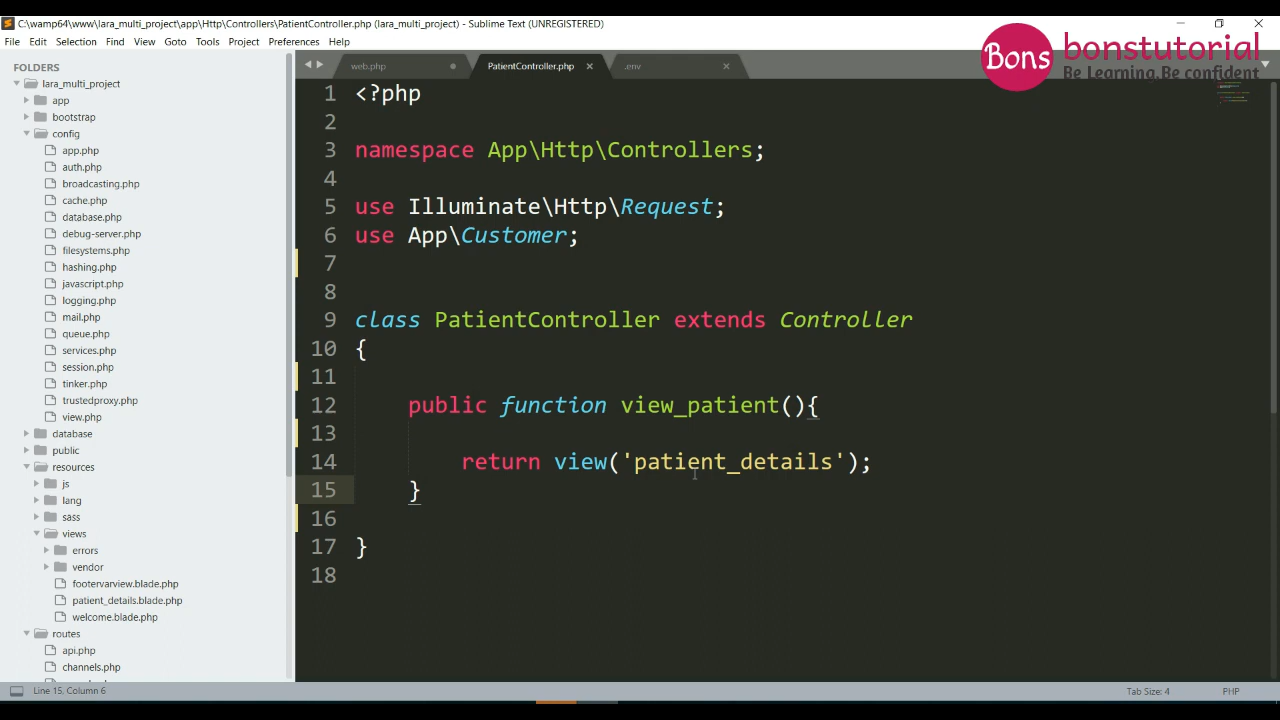 C:\wamp64\www\lara_multi_project\app\Http\Controllers\PatientController.php (lara_multi_project) - Sublime Text (UNREGISTERED)
File Edit Selection Find View Goto Tools Project Preferences Help
Bons
bonstutorial
Be Learning,Be confident
FOLDERS
lara_multi_project
app
bootstrap
config
app.php
auth.php
broadcasting.php
cache.php
database.php
debug-server.php
filesystems.php
hashing.php
javascript.php
logging.php
mail.php
queue.php
services.php
session.php
tinker.php
trustedproxy.php
view.php
database
public
resources
js
lang
sass
views
errors
vendor
footervarview.blade.php
patient_details.blade.php
welcome.blade.php
routes
api.php
channels.php
web.php PatientController.php .env
1 <?php
2
3 namespace App\Http\Controllers;
4
5 use Illuminate\Http\Request;
6 use App\Customer;
7
8
9 class PatientController extends Controller
10 {
11
12 public function view_patient(){
13
14 return view('patient_details');
15 }
16
17 }
18
Line 15, Column 6
Tab Size: 4 PHP